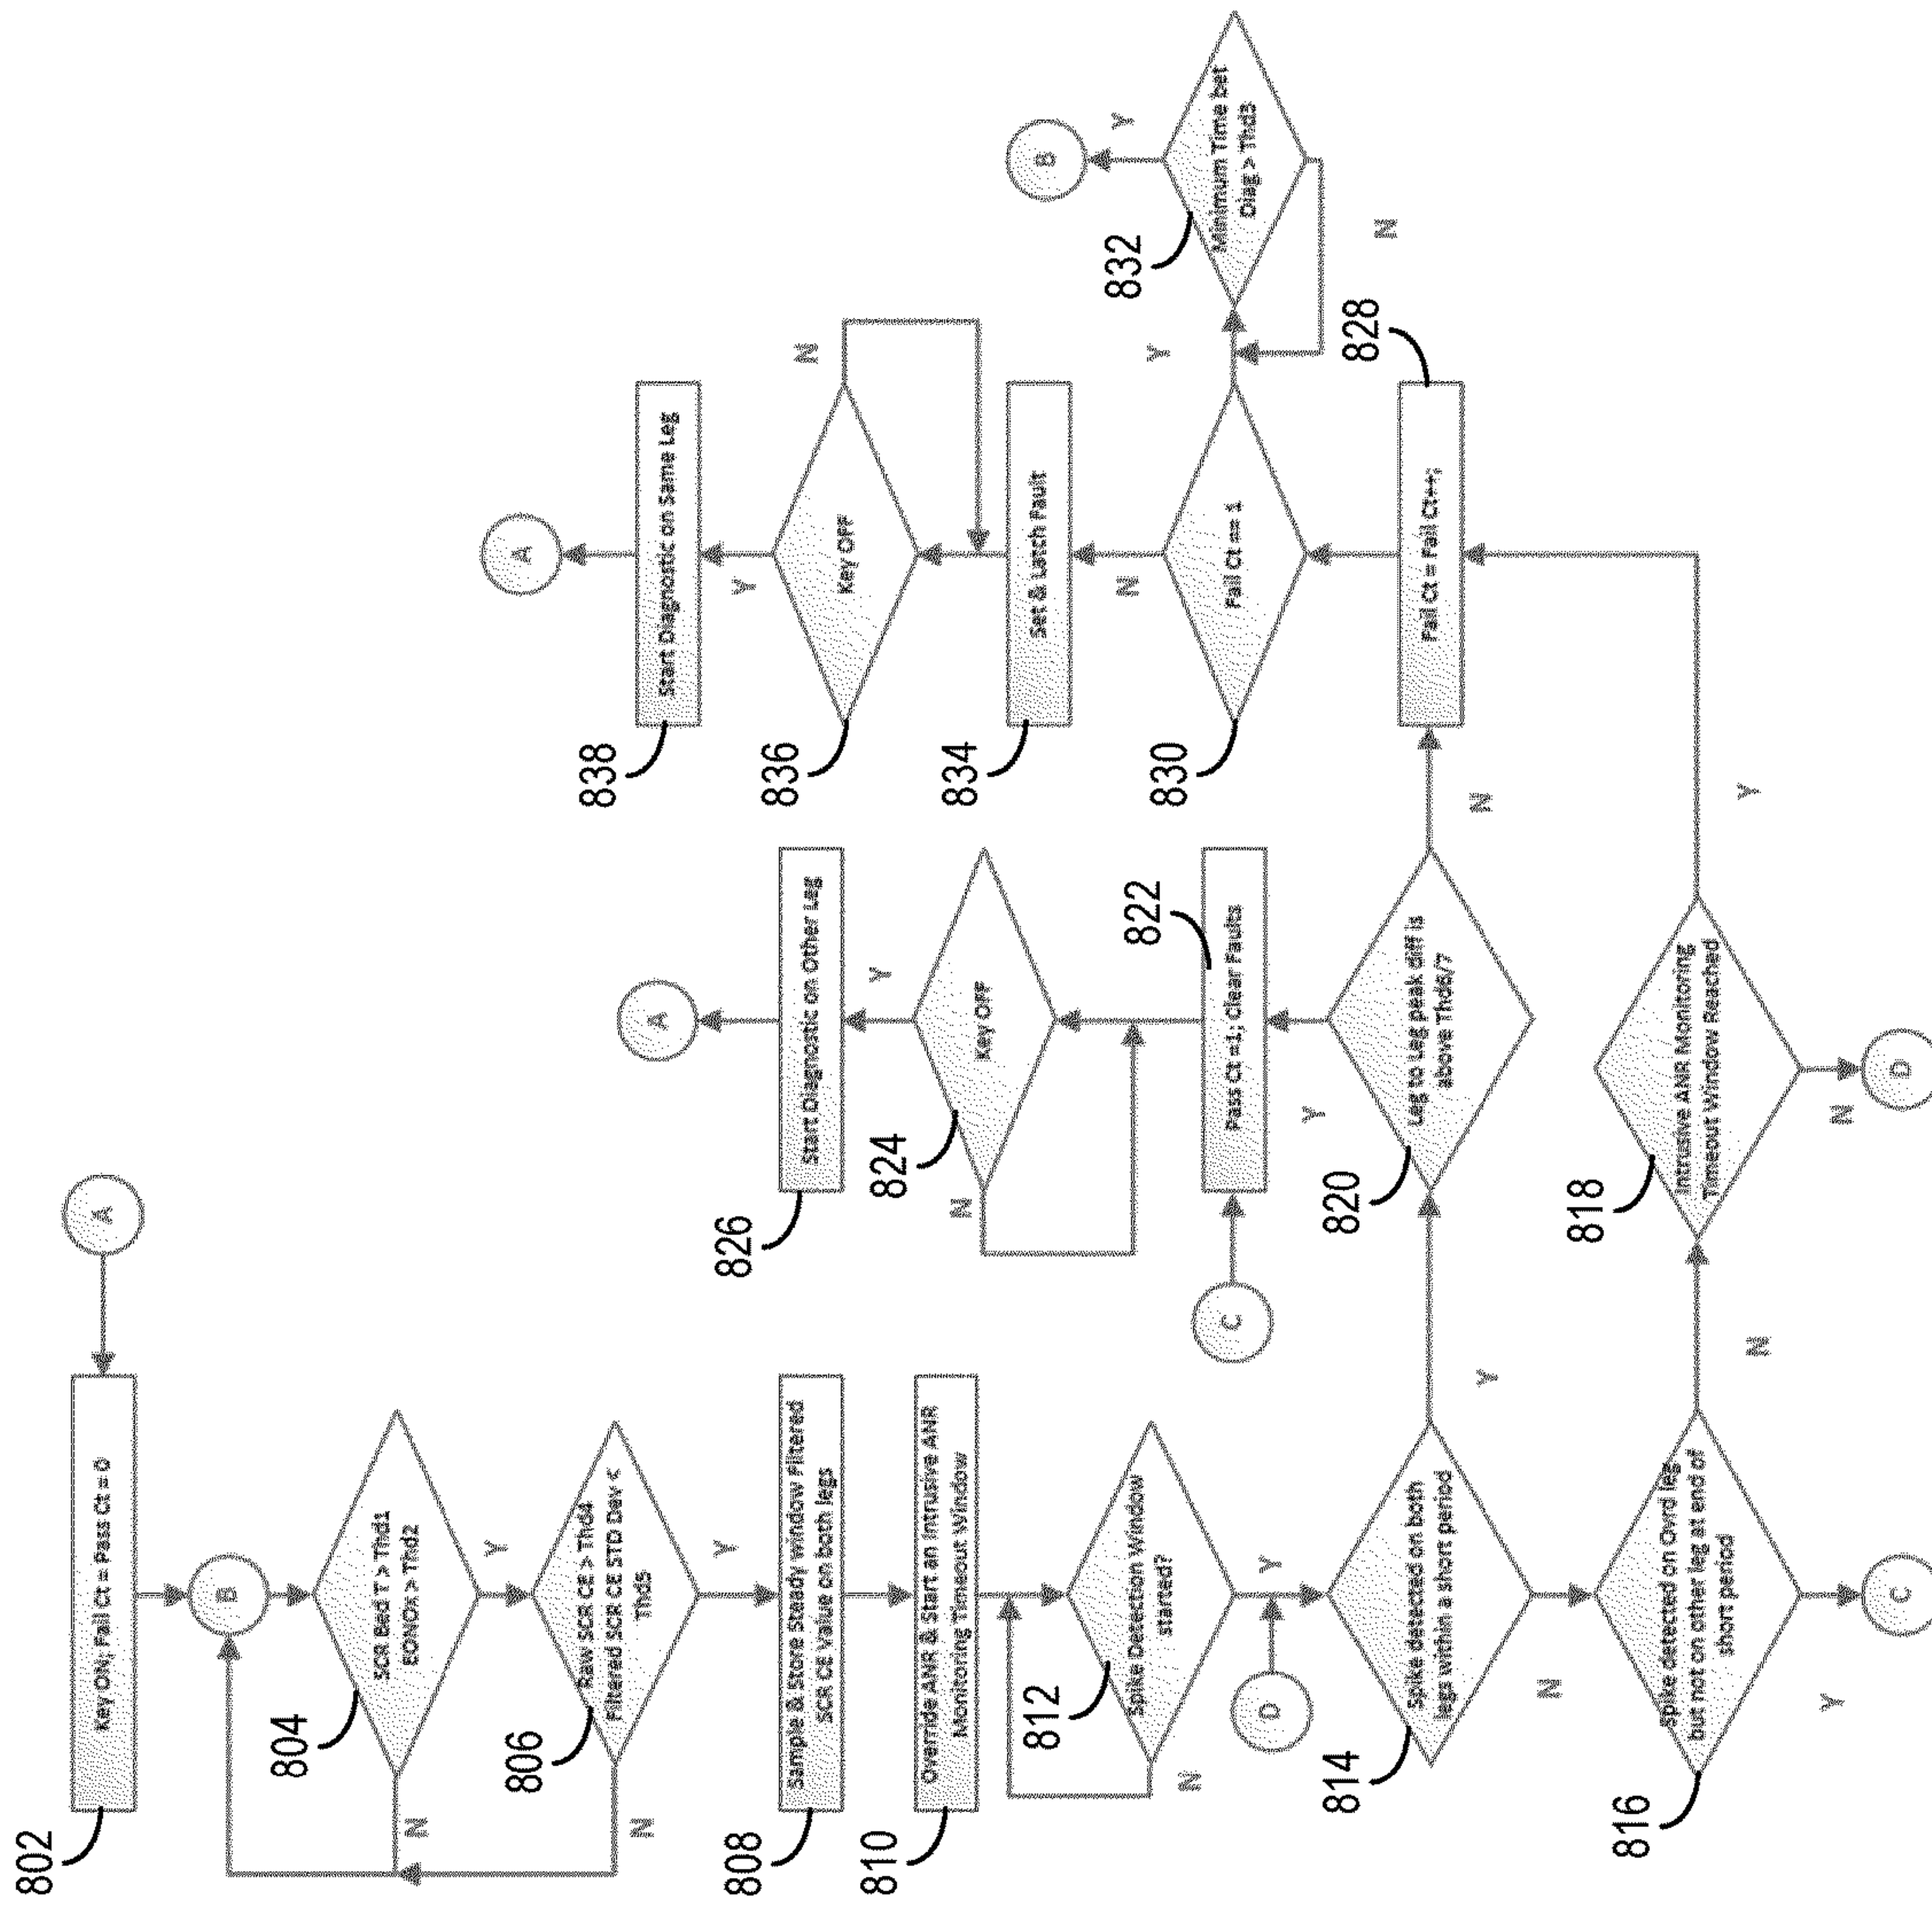 802
Key ON; Fail Ct = Pass Ct = 0
A
B
804
SCR Bed T > Thd1
EONOx > Thd2
N
Y
806
Raw SCR CE > Thd4
Filtered SCR CE STD Dev <
Thd5
N
Y
808
Sample & Store Steady window Filtered
SCR CE Value on both legs
810
Override ANR & Start an Intrusive ANR
Monitoring Timeout Window
812
Spike Detection Window
started?
N
Y
D
814
Spike detected on both
legs within a short period
Y
N
816
Spike detected on Ovrd leg
but not on other leg at end of
short period
N
Y
C
818
Intrusive ANR Monitoring
Timeout Window Reached
Y
N
D
820
Leg to Leg peak diff is
above Thd6/7
Y
N
C
822
Pass Ct =1; Clear Faults
824
Key OFF
N
Y
826
Start Diagnostic on Other Leg
A
828
Fail Ct = Fail Ct++;
830
Fail Ct == 1
Y
N
832
Minimum Time bet
Diag > Thd3
Y
N
B
834
Set & Latch Fault
836
Key OFF
N
Y
838
Start Diagnostic on Same Leg
A